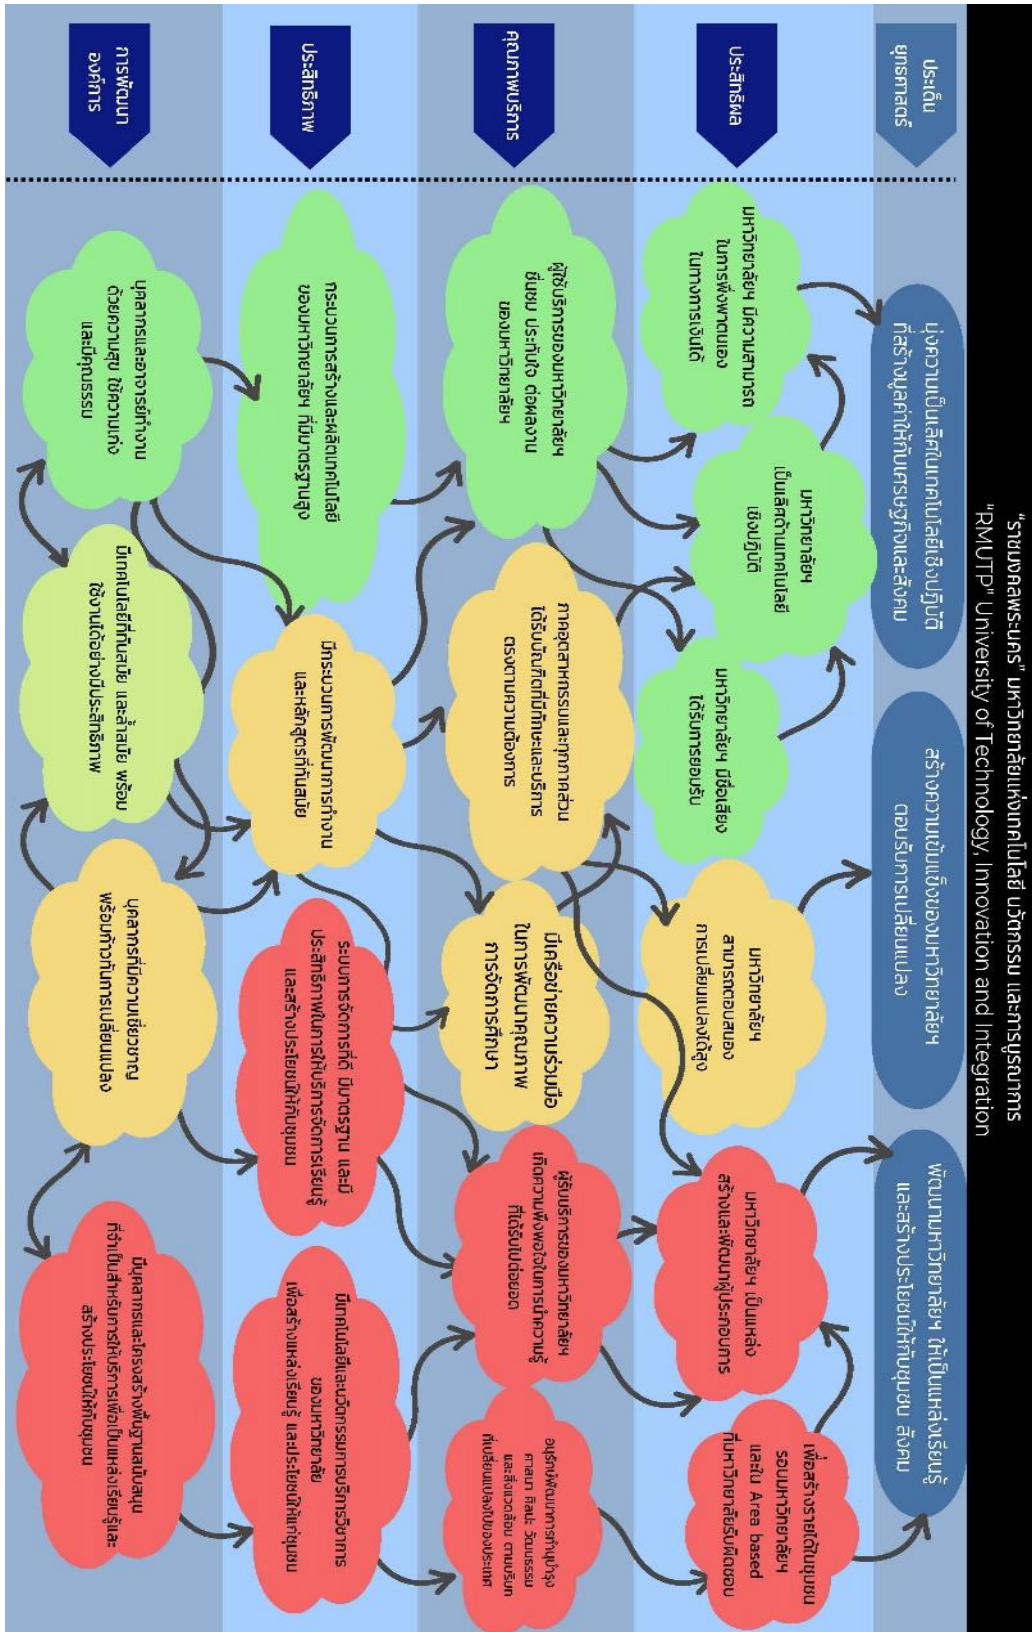 "ราชมงคลพระนคร" มหาวิทยาลัยแห่งเทคโนโลยี นวัตกรรม และการบูรณาการ
"RMUTP" University of Technology, Innovation and Integration
ประเด็น
ยุทธศาสตร์
มุ่งความเป็นเลิศในเทคโนโลยีเชิงปฏิบัติ
ที่สร้างมูลค่าให้กับเศรษฐกิจและสังคม
สร้างความเข้มแข็งของมหาวิทยาลัยฯ
ตอบรับการเปลี่ยนแปลง
พัฒนามหาวิทยาลัยฯ ให้เป็นแหล่งเรียนรู้
และสร้างประโยชน์ให้กับชุมชน สังคม
ประสิทธิผล
มหาวิทยาลัยฯ มีความสามารถ
ในการพึ่งพาตนเอง
ในทางการเงินได้
มหาวิทยาลัยฯ
เป็นเลิศด้านเทคโนโลยี
เชิงปฏิบัติ
มหาวิทยาลัยฯ มีชื่อเสียง
ได้รับการยอมรับ
มหาวิทยาลัยฯ
สามารถตอบสนอง
การเปลี่ยนแปลงได้สูง
มหาวิทยาลัยฯ เป็นแหล่ง
สร้างและพัฒนาผู้ประกอบการ
เพื่อสร้างรายได้ในชุมชน
รอบมหาวิทยาลัยฯ
และใน Area based
ที่มหาวิทยาลัยรับผิดชอบ
คุณภาพบริการ
ผู้ใช้บริการของมหาวิทยาลัยฯ
ชื่นชม ประทับใจ ต่อผลงาน
ของมหาวิทยาลัยฯ
ภาคอุตสาหกรรมและทุกภาคส่วน
ได้รับบัณฑิตที่มีทักษะและบริการ
ตรงตามความต้องการ
มีเครือข่ายความร่วมมือ
ในการพัฒนาคุณภาพ
การจัดการศึกษา
ผู้รับบริการของมหาวิทยาลัยฯ
เกิดความพึงพอใจในการนำความรู้
ที่ได้รับไปต่อยอด
อนุรักษ์พัฒนาการทำนุบำรุง
ศาสนา ศิลปะ วัฒนธรรม
และสิ่งแวดล้อม ตามบริบท
ที่เปลี่ยนแปลงไปของประเทศ
ประสิทธิภาพ
กระบวนการสร้างและผลิตเทคโนโลยี
ของมหาวิทยาลัยฯ ที่มีมาตรฐานสูง
มีกระบวนการพัฒนาการทำงาน
และหลักสูตรที่ทันสมัย
ระบบการจัดการที่ดี มีมาตรฐาน และมี
ประสิทธิภาพในการให้บริการจัดการเรียนรู้
และสร้างประโยชน์ให้กับชุมชน
มีเทคโนโลยีและนวัตกรรมการบริการวิชาการ
ของมหาวิทยาลัย
เพื่อสร้างแหล่งเรียนรู้ และประโยชน์ให้แก่ชุมชน
การพัฒนา
องค์การ
บุคลากรและอาจารย์ทำงาน
ด้วยความสุข ใช้ความเก่ง
และมีคุณธรรม
มีเทคโนโลยีที่ทันสมัย และล้ำสมัย พร้อม
ใช้งานได้อย่างมีประสิทธิภาพ
บุคลากรที่มีความเชี่ยวชาญ
พร้อมก้าวทันการเปลี่ยนแปลง
มีบุคลากรและโครงสร้างพื้นฐานสนับสนุน
ที่จำเป็นสำหรับการให้บริการเพื่อเป็นแหล่งเรียนรู้และ
สร้างประโยชน์ให้กับชุมชน